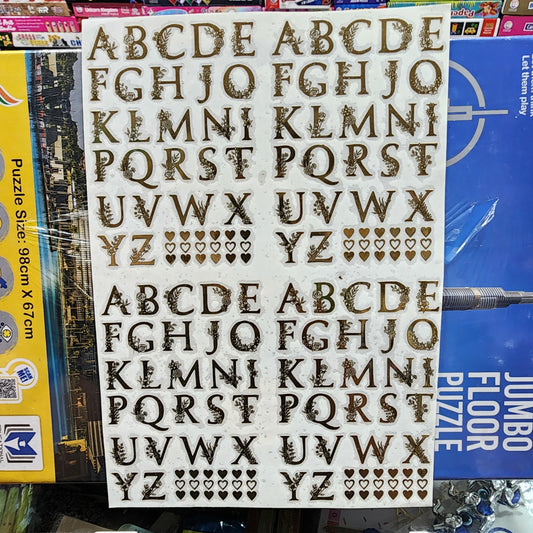 ABCDE
FGHJO
KLMNI
PQRST
UVWX
YZ
ABCDE
FGHJO
KLMNI
PQRST
UVWX
YZ
ABCDE
FGHJO
KLMNI
PQRST
UVWX
YZ
ABCDE
FGHJO
KLMNI
PQRST
UVWX
YZ
Puzzle Size: 98cm X 67cm
Let them play
JUMBO
FLOOR
PUZZLE